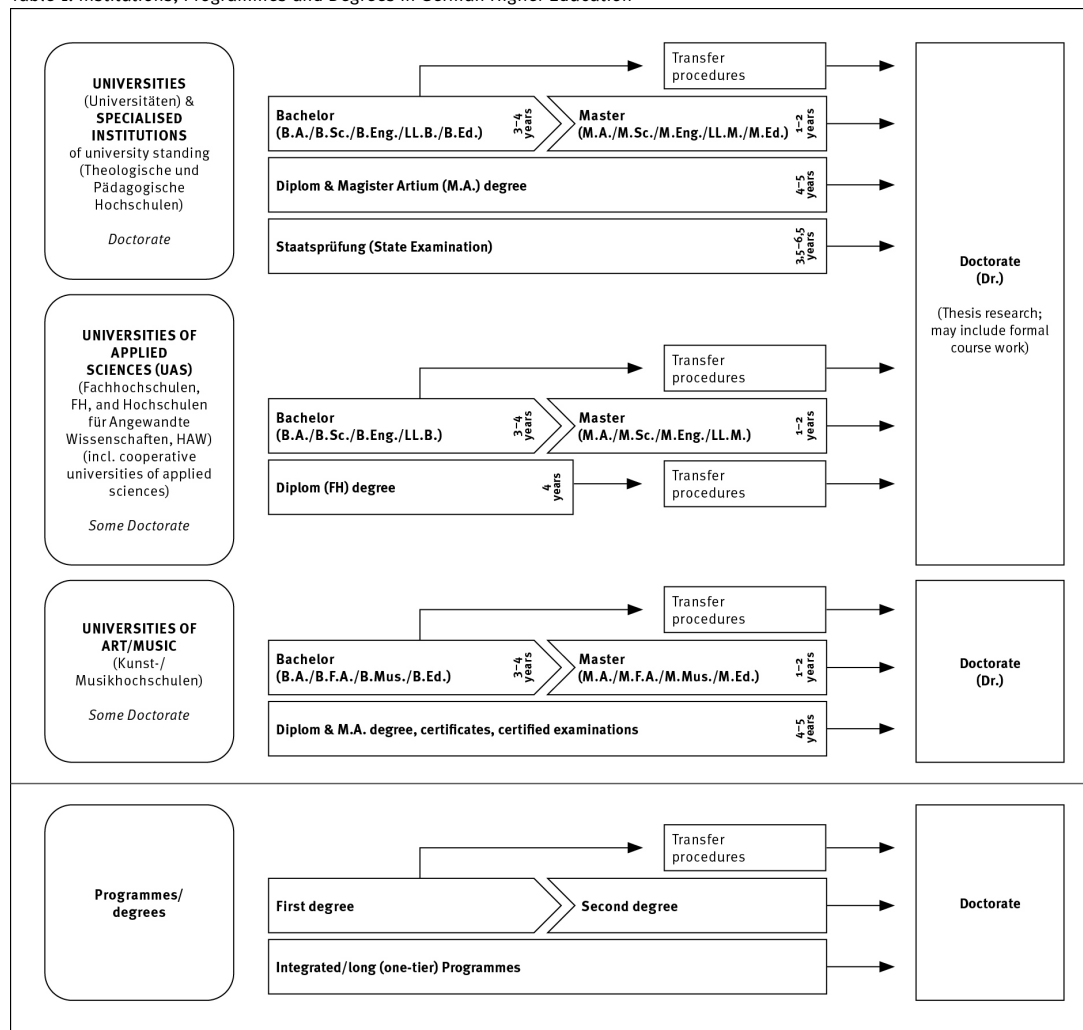 Table 1: Institutions, Programmes and Degrees in German Higher Education
UNIVERSITIES
(Universitäten) &
SPECIALISED
INSTITUTIONS
of university standing
(Theologische und
Pädagogische
Hochschulen)
Doctorate
Transfer
procedures
Bachelor
(B.A./B.Sc./B.Eng./LL.B./B.Ed.)
3–4
years
Master
(M.A./M.Sc./M.Eng./LL.M./M.Ed.)
1–2
years
Diplom & Magister Artium (M.A.) degree
4–5
years
Staatsprüfung (State Examination)
3,5–6,5
years
Doctorate
(Dr.)
(Thesis research;
may include formal
course work)
UNIVERSITIES OF
APPLIED
SCIENCES (UAS)
(Fachhochschulen,
FH, and Hochschulen
für Angewandte
Wissenschaften, HAW)
(incl. cooperative
universities of applied
sciences)
Some Doctorate
Transfer
procedures
Bachelor
(B.A./B.Sc./B.Eng./LL.B.)
3–4
years
Master
(M.A./M.Sc./M.Eng./LL.M.)
1–2
years
Diplom (FH) degree
4
years
Transfer
procedures
UNIVERSITIES OF
ART/MUSIC
(Kunst-/
Musikhochschulen)
Some Doctorate
Transfer
procedures
Bachelor
(B.A./B.F.A./B.Mus./B.Ed.)
3–4
years
Master
(M.A./M.F.A./M.Mus./M.Ed.)
1–2
years
Diplom & M.A. degree, certificates, certified examinations
4–5
years
Doctorate
(Dr.)
Programmes/
degrees
Transfer
procedures
First degree
Second degree
Integrated/long (one-tier) Programmes
Doctorate